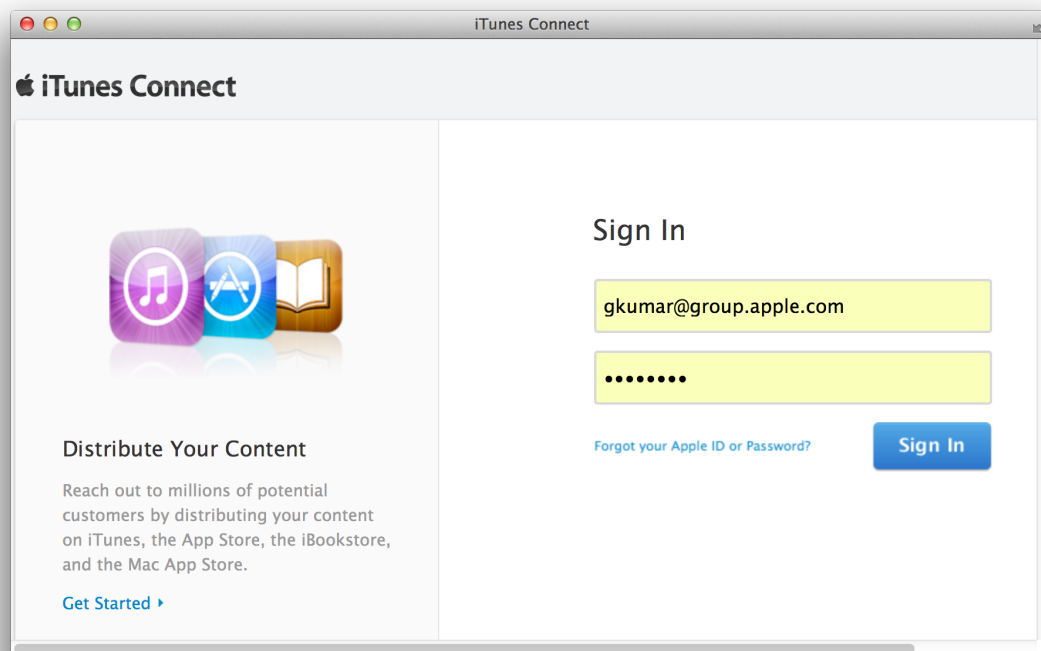 iTunes Connect
iTunes Connect
Sign In
gkumar@group.apple.com
••••••••
Forgot your Apple ID or Password?
Sign In
Distribute Your Content
Reach out to millions of potential
customers by distributing your content
on iTunes, the App Store, the iBookstore,
and the Mac App Store.
Get Started